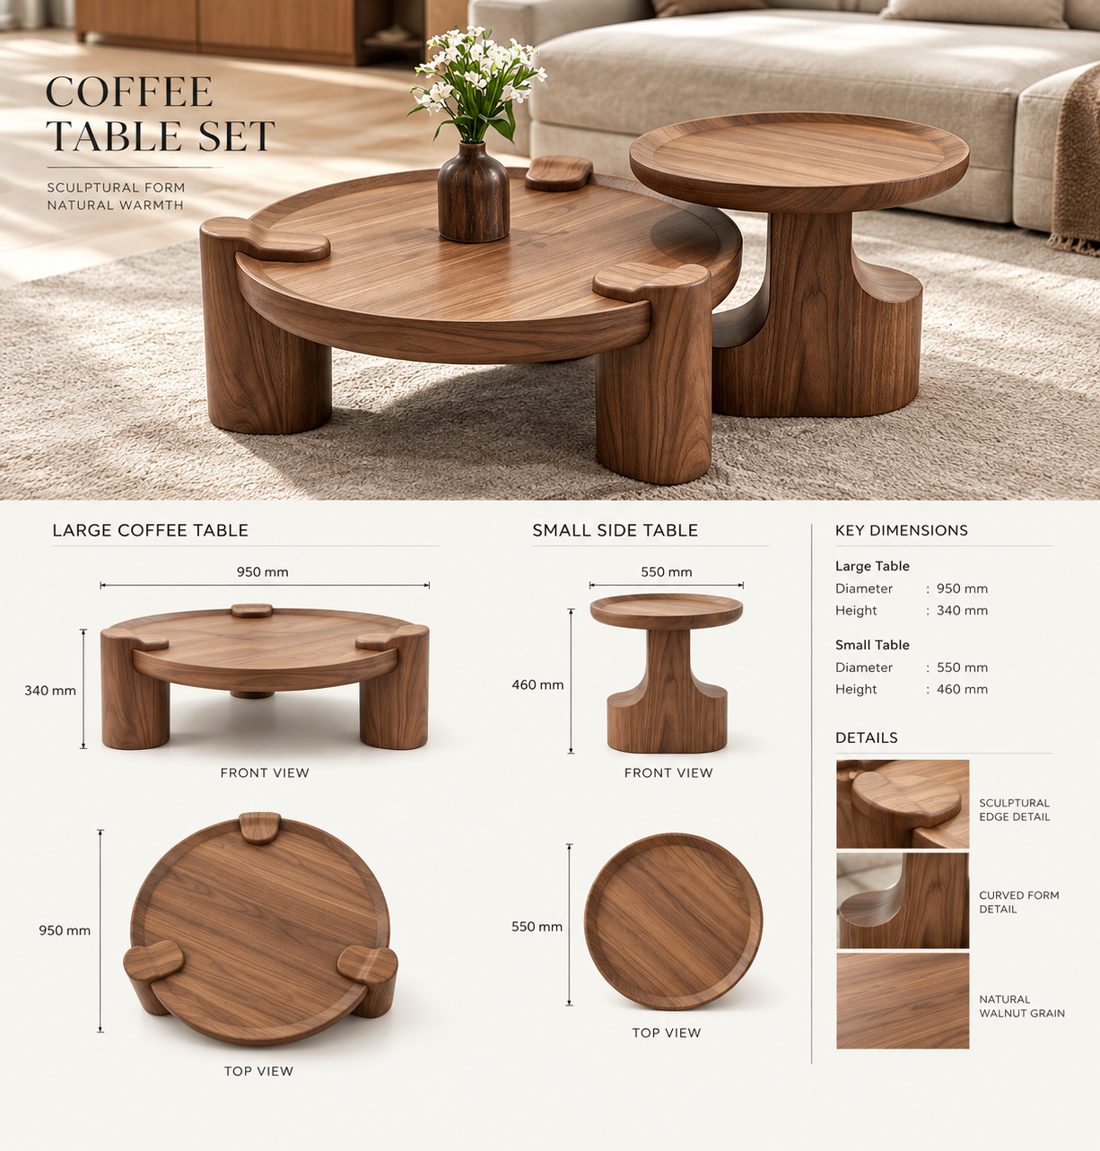 COFFEE
TABLE SET
SCULPTURAL FORM
NATURAL WARMTH
LARGE COFFEE TABLE
950 mm
340 mm
FRONT VIEW
950 mm
TOP VIEW
SMALL SIDE TABLE
550 mm
460 mm
FRONT VIEW
550 mm
TOP VIEW
KEY DIMENSIONS
Large Table
Diameter : 950 mm
Height : 340 mm
Small Table
Diameter : 550 mm
Height : 460 mm
DETAILS
SCULPTURAL
EDGE DETAIL
CURVED FORM
DETAIL
NATURAL
WALNUT GRAIN